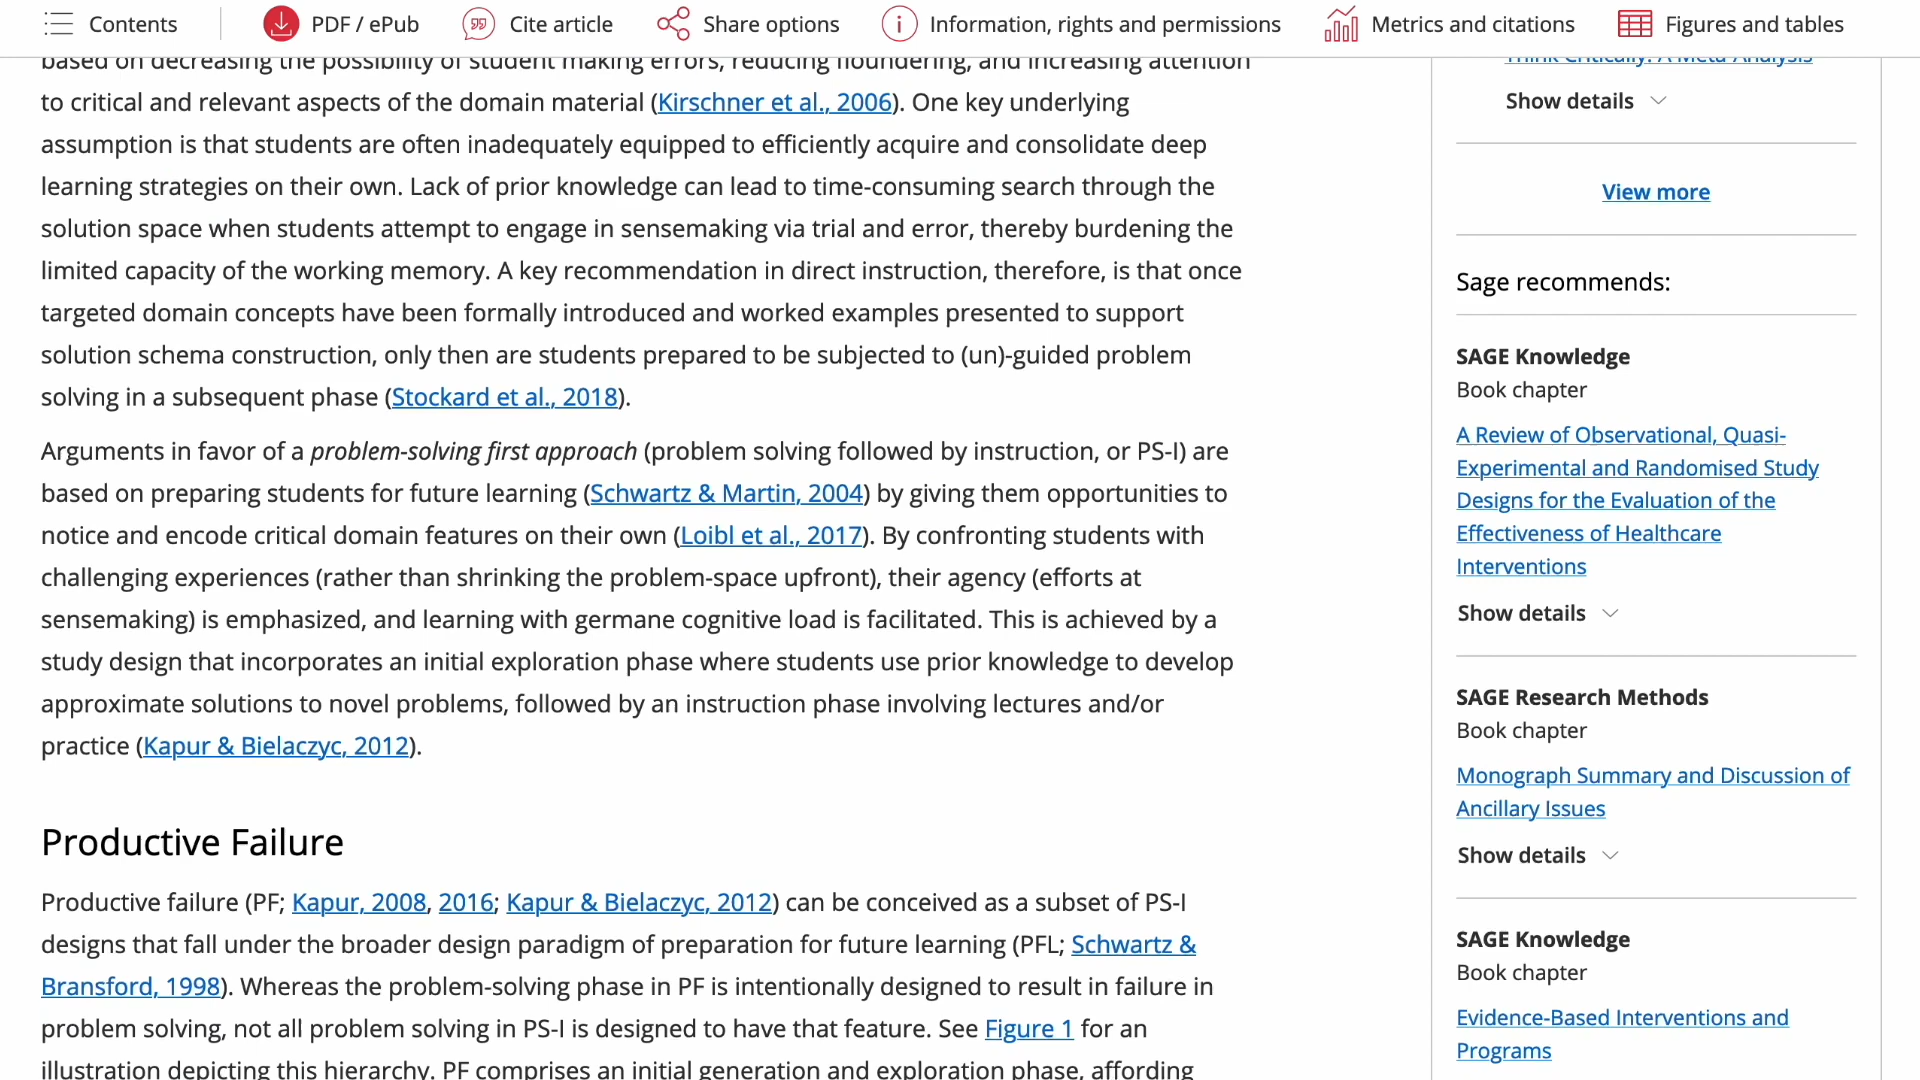 Contents
PDF / ePub
Cite article
Share options
Information, rights and permissions
Metrics and citations
Figures and tables
based on decreasing the possibility of student making errors, reducing floundering, and increasing attention
to critical and relevant aspects of the domain material (Kirschner et al., 2006). One key underlying
assumption is that students are often inadequately equipped to efficiently acquire and consolidate deep
learning strategies on their own. Lack of prior knowledge can lead to time-consuming search through the
solution space when students attempt to engage in sensemaking via trial and error, thereby burdening the
limited capacity of the working memory. A key recommendation in direct instruction, therefore, is that once
targeted domain concepts have been formally introduced and worked examples presented to support
solution schema construction, only then are students prepared to be subjected to (un)-guided problem
solving in a subsequent phase (Stockard et al., 2018).
Arguments in favor of a problem-solving first approach (problem solving followed by instruction, or PS-I) are
based on preparing students for future learning (Schwartz & Martin, 2004) by giving them opportunities to
notice and encode critical domain features on their own (Loibl et al., 2017). By confronting students with
challenging experiences (rather than shrinking the problem-space upfront), their agency (efforts at
sensemaking) is emphasized, and learning with germane cognitive load is facilitated. This is achieved by a
study design that incorporates an initial exploration phase where students use prior knowledge to develop
approximate solutions to novel problems, followed by an instruction phase involving lectures and/or
practice (Kapur & Bielaczyc, 2012).
Productive Failure
Productive failure (PF; Kapur, 2008, 2016; Kapur & Bielaczyc, 2012) can be conceived as a subset of PS-I
designs that fall under the broader design paradigm of preparation for future learning (PFL; Schwartz &
Bransford, 1998). Whereas the problem-solving phase in PF is intentionally designed to result in failure in
problem solving, not all problem solving in PS-I is designed to have that feature. See Figure 1 for an
illustration depicting this hierarchy. PF comprises an initial generation and exploration phase, affording
Think Critically: A Meta-Analysis
Show details
View more
Sage recommends:
SAGE Knowledge
Book chapter
A Review of Observational, Quasi-
Experimental and Randomised Study
Designs for the Evaluation of the
Effectiveness of Healthcare
Interventions
Show details
SAGE Research Methods
Book chapter
Monograph Summary and Discussion of
Ancillary Issues
Show details
SAGE Knowledge
Book chapter
Evidence-Based Interventions and
Programs